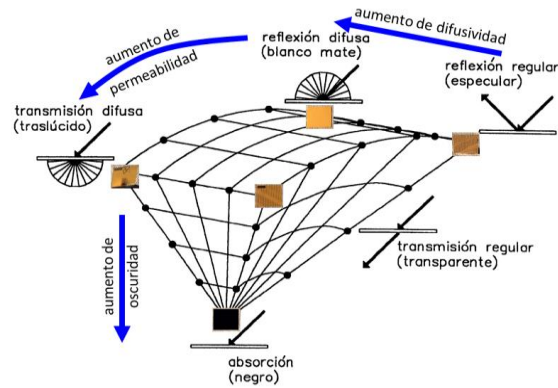 aumento de difusividad
reflexión difusa
(blanco mate)
aumento de
permeabilidad
reflexión regular
(especular)
transmisión difusa
(traslúcido)
aumento de
oscuridad
transmisión regular
(transparente)
absorción
(negro)